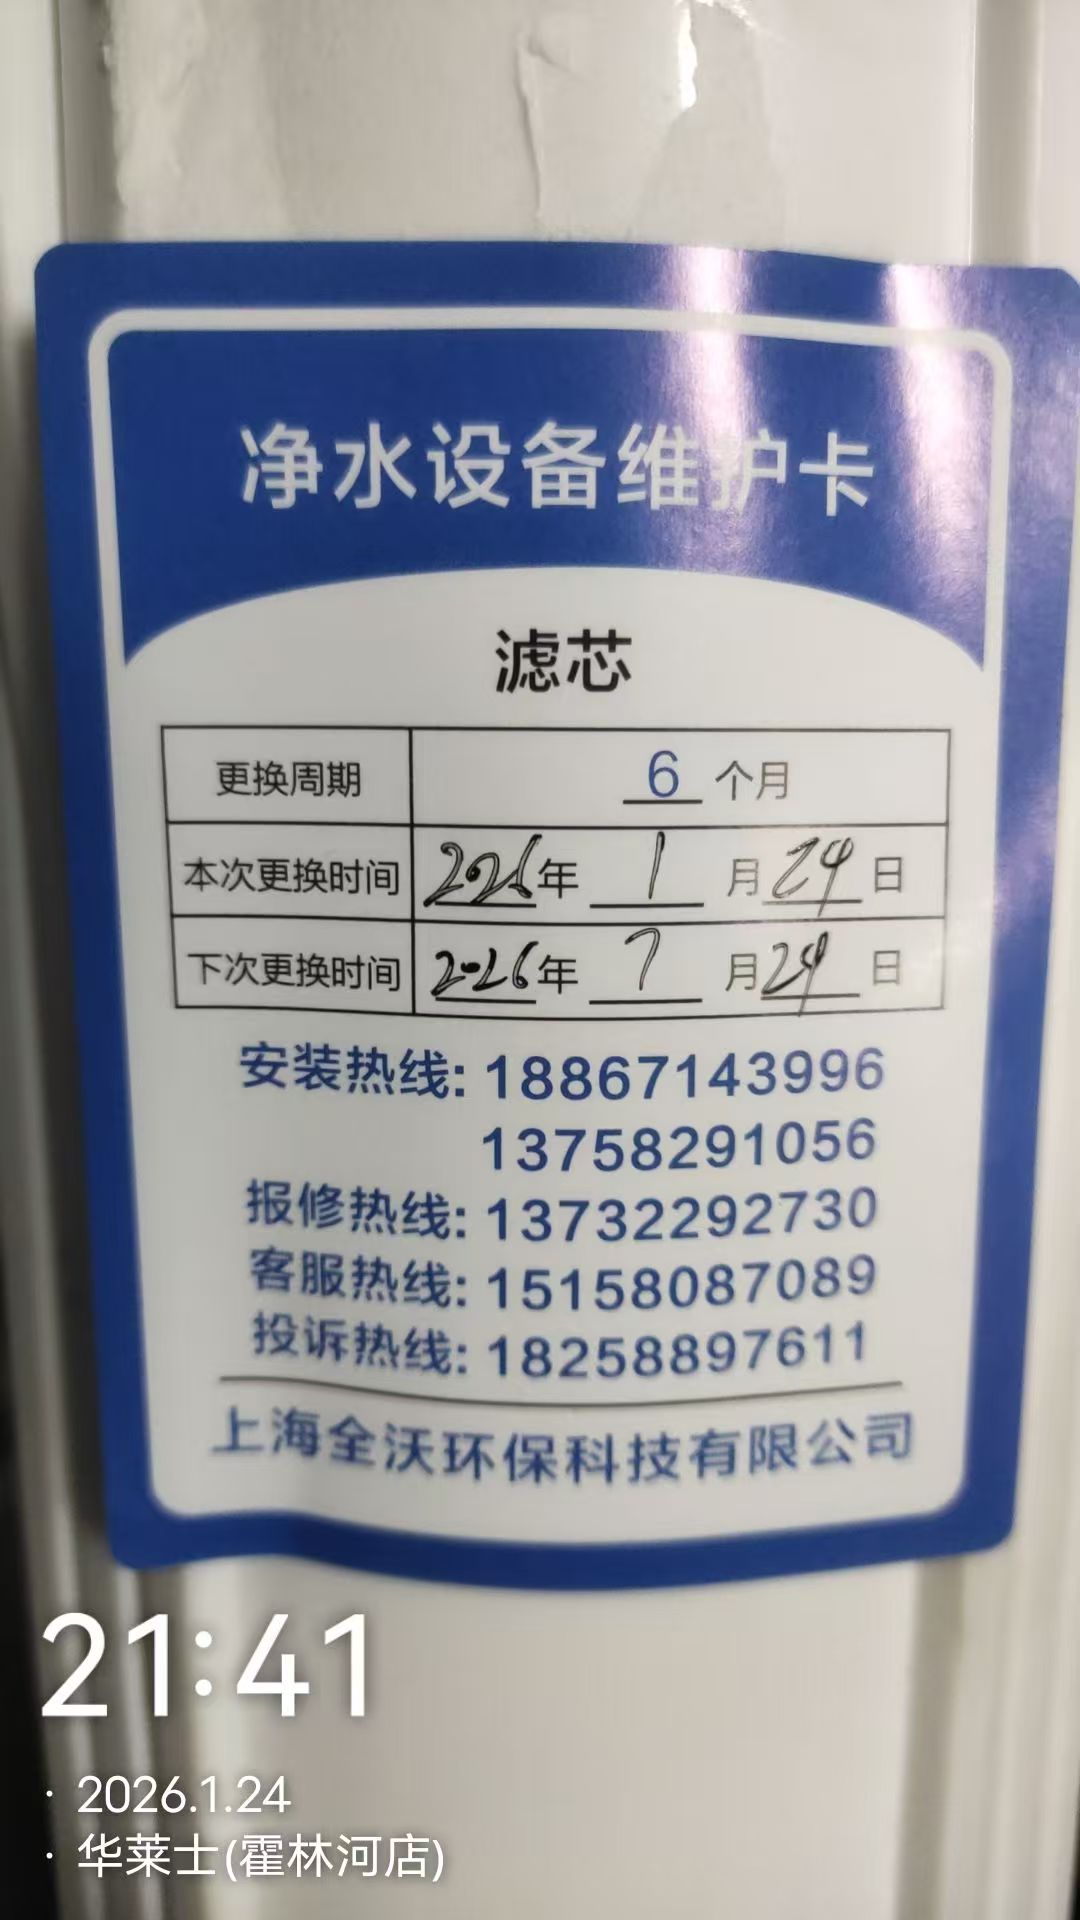 净水设备维护卡
滤芯
更换周期 6 个月
本次更换时间 2026年 1 月 24 日
下次更换时间 2026年 7 月 24 日
安装热线: 18867143996
13758291056
报修热线: 13732292730
客服热线: 15158087089
投诉热线: 18258897611
上海全沃环保科技有限公司
21:41
· 2026.1.24
· 华莱士(霍林河店)